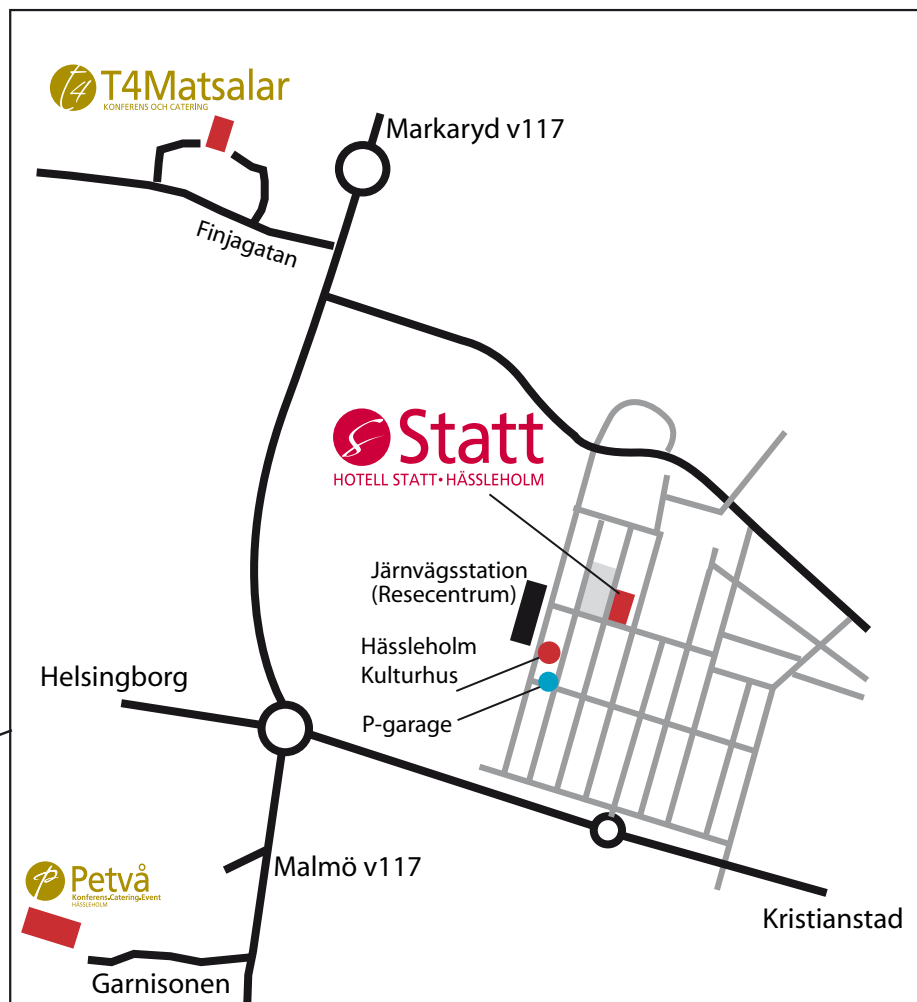 T4Matsalar
KONFERENS OCH CATERING
Markaryd v117
Finjagatan
Statt
HOTELL STATT•HÄSSLEHOLM
Järnvägsstation
(Resecentrum)
Hässleholm
Kulturhus
P-garage
Helsingborg
Malmö v117
Petvå
Konferens.Catering.Event
HÄSSLEHOLM
Kristianstad
Garnisonen